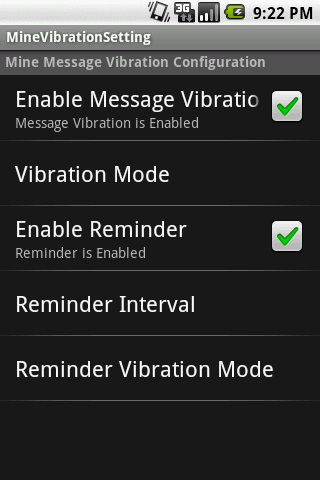 3G
9:22 PM
MineVibrationSetting
Mine Message Vibration Configuration
Enable Message Vibratio
Message Vibration is Enabled
Vibration Mode
Enable Reminder
Reminder is Enabled
Reminder Interval
Reminder Vibration Mode